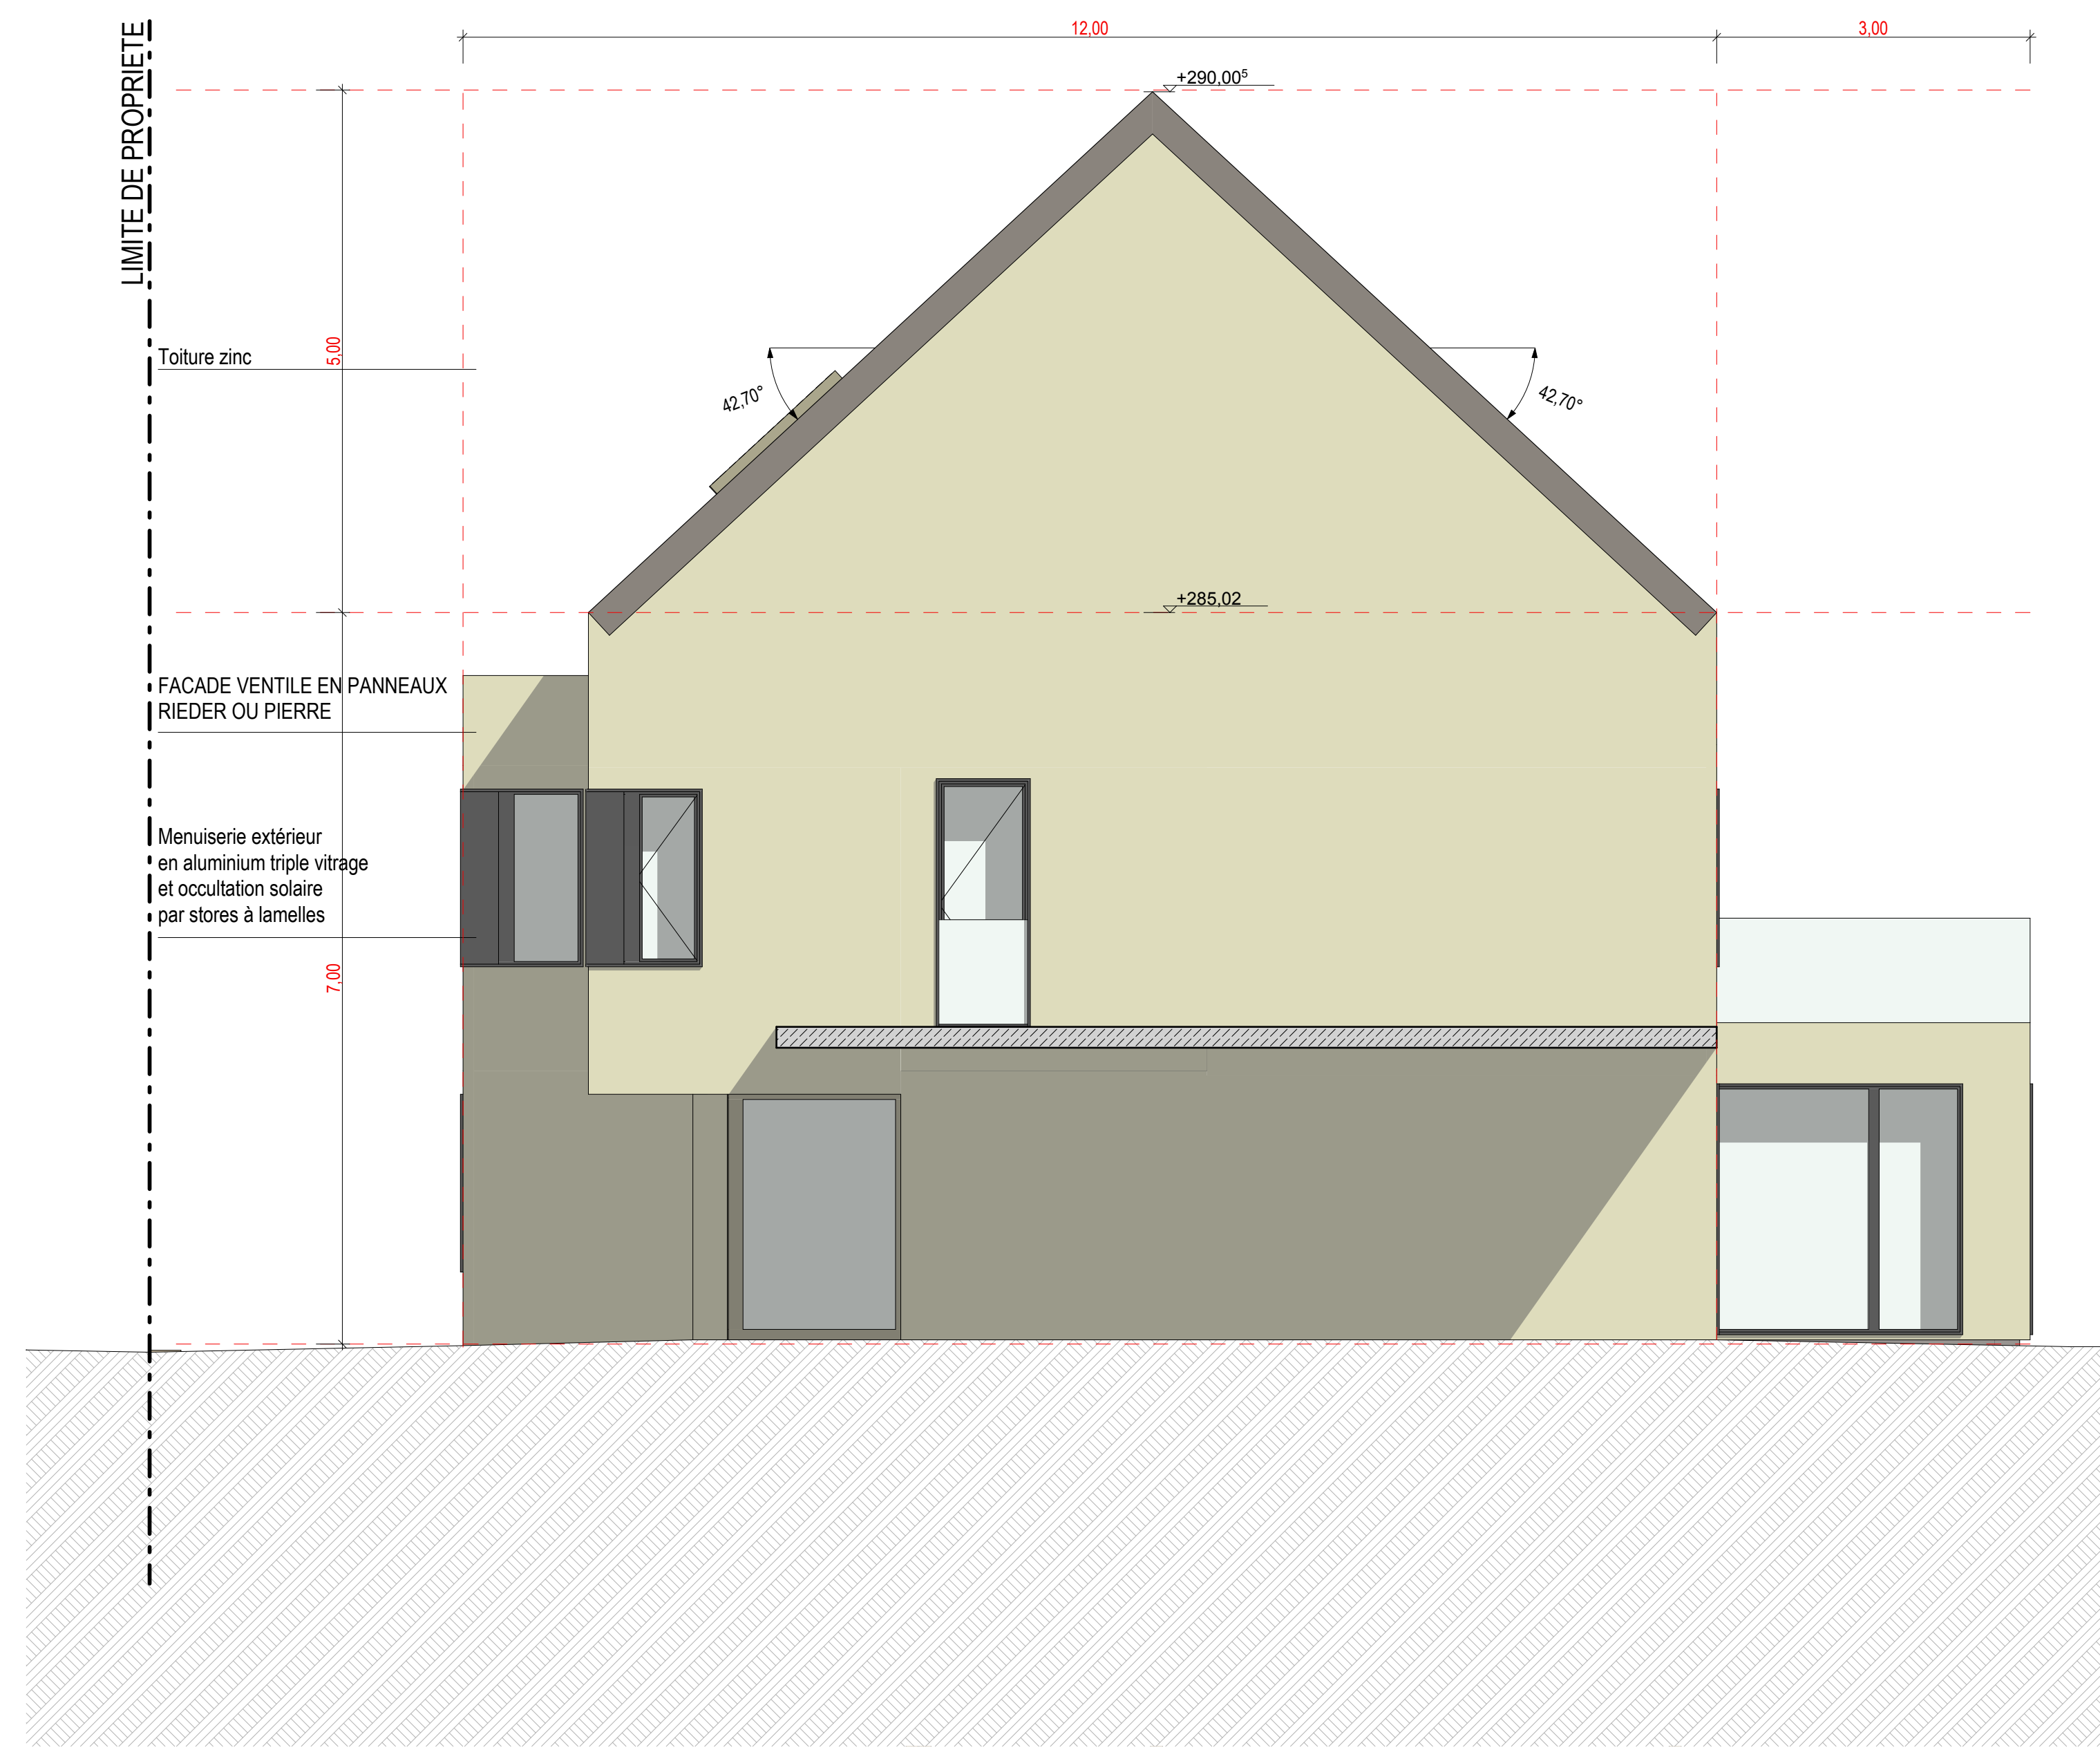 LIMITE DE PROPRIETE
12,00
3,00
+290,00⁵
5,00
Toiture zinc
42,70°
42,70°
+285,02
FACADE VENTILE EN PANNEAUX
RIEDER OU PIERRE
Menuiserie extérieur
en aluminium triple vitrage
et occultation solaire
par stores à lamelles
7,00